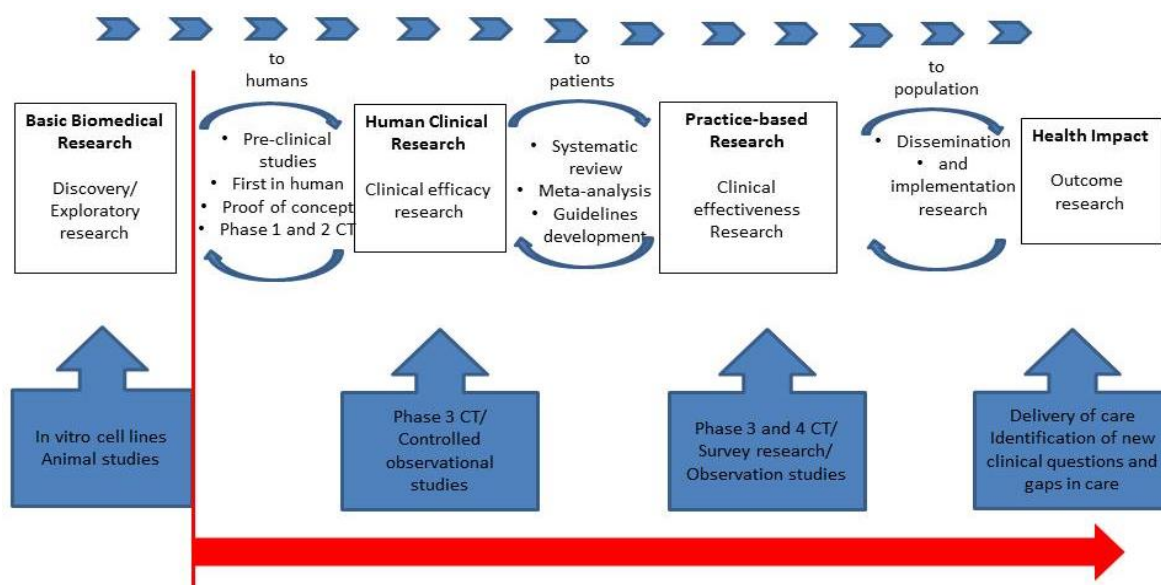 to
humans
to
patients
to
population
Basic Biomedical
Research
Discovery/
Exploratory
research
• Pre-clinical
studies
• First in human
• Proof of concept
• Phase 1 and 2 CT
Human Clinical
Research
Clinical efficacy
research
• Systematic
review
• Meta-analysis
• Guidelines
development
Practice-based
Research
Clinical
effectiveness
Research
• Dissemination
• and
implementation
research
Health Impact
Outcome
research
In vitro cell lines
Animal studies
Phase 3 CT/
Controlled
observational
studies
Phase 3 and 4 CT/
Survey research/
Observation studies
Delivery of care
Identification of new
clinical questions and
gaps in care